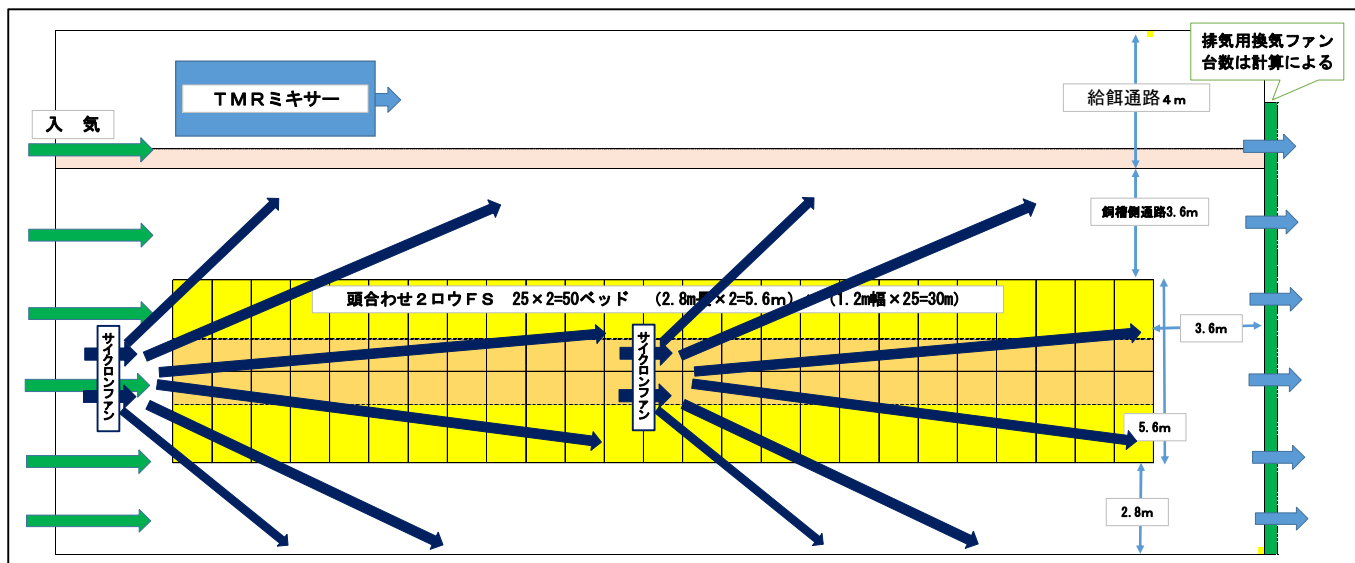 排気用換気ファン
台数は計算による
TMRミキサー
給餌通路4m
入 気
飼槽側通路3.6m
頭合わせ2ロウFS 25×2=50ベッド (2.8m長×2=5.6m) (1.2m幅×25=30m)
サイクロンファン
サイクロンファン
3.6m
5.6m
2.8m